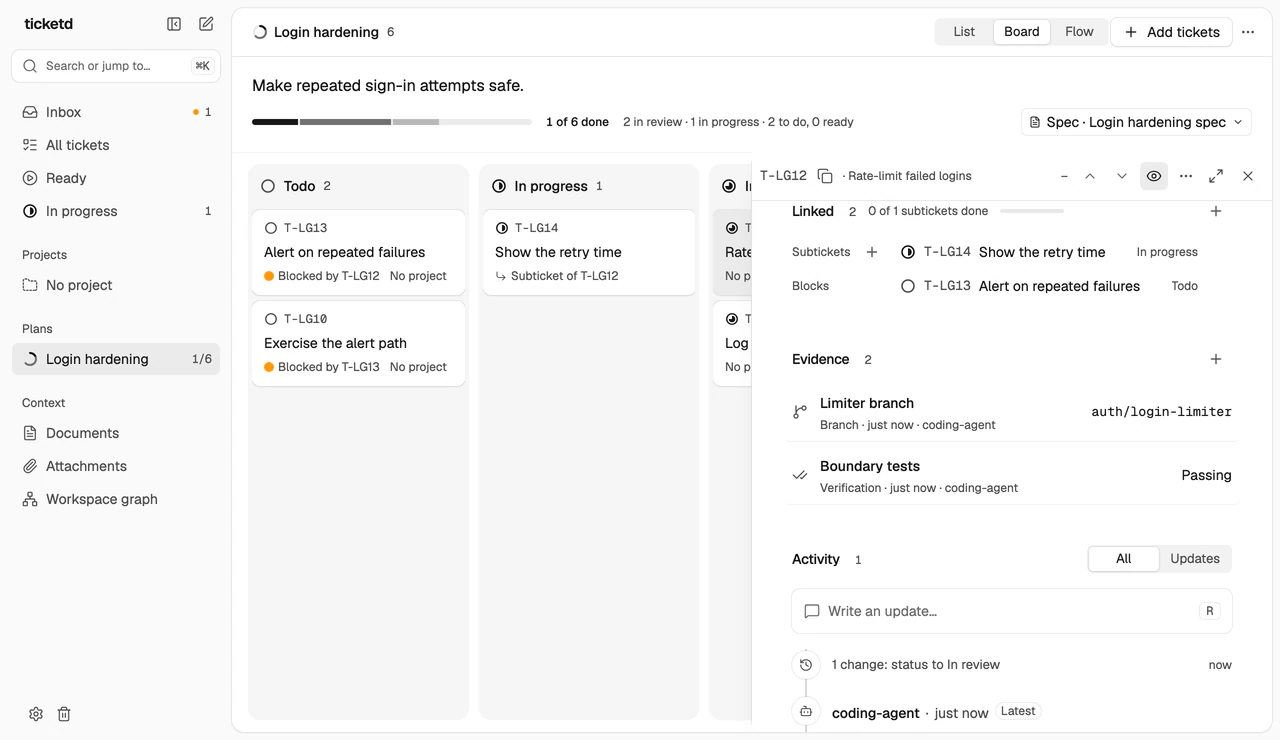 ticketd
Search or jump to...
⌘K
Inbox 1
All tickets
Ready
In progress 1
Projects
No project
Plans
Login hardening 1/6
Context
Documents
Attachments
Workspace graph
Login hardening 6
List Board Flow
+ Add tickets
Make repeated sign-in attempts safe.
1 of 6 done 2 in review · 1 in progress · 2 to do, 0 ready
Spec · Login hardening spec
Todo 2
T-LG13
Alert on repeated failures
Blocked by T-LG12 No project
T-LG10
Exercise the alert path
Blocked by T-LG13 No project
In progress 1
T-LG14
Show the retry time
Subticket of T-LG12
T-LG12 · Rate-limit failed logins
Linked 2 0 of 1 subtickets done
Subtickets T-LG14 Show the retry time In progress
Blocks T-LG13 Alert on repeated failures Todo
Evidence 2
Limiter branch
Branch · just now · coding-agent
auth/login-limiter
Boundary tests
Verification · just now · coding-agent
Passing
Activity 1
All Updates
Write an update...
R
1 change: status to In review now
coding-agent · just now Latest